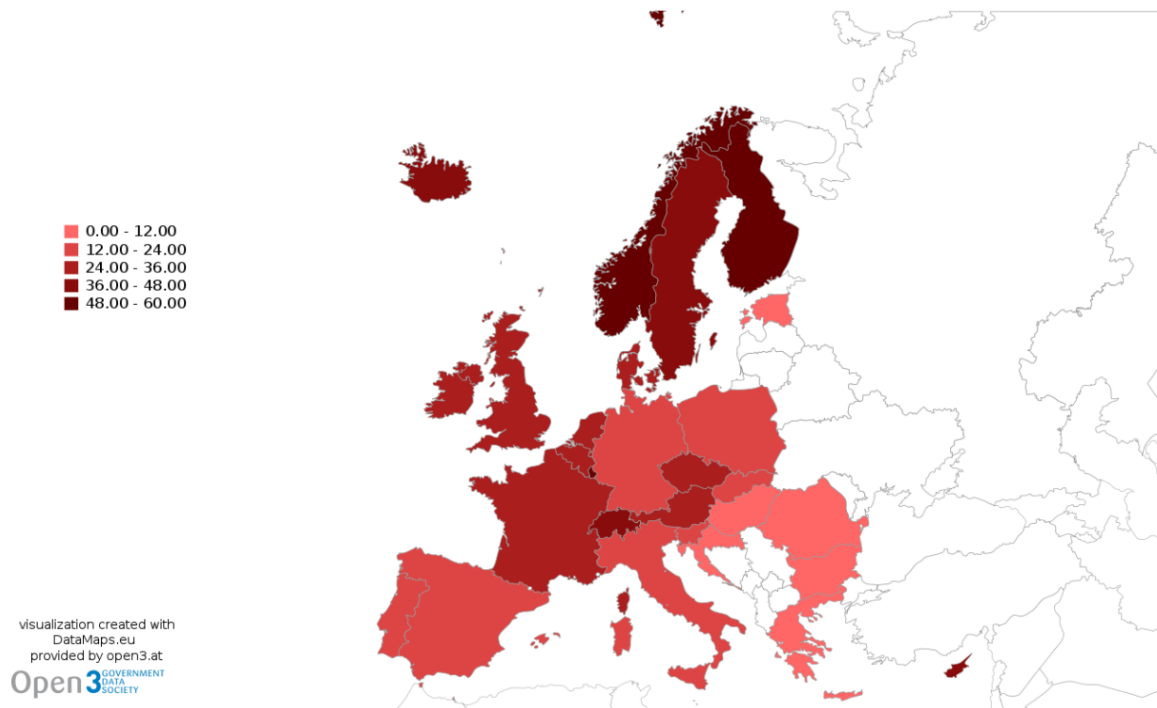 0.00 - 12.00
12.00 - 24.00
24.00 - 36.00
36.00 - 48.00
48.00 - 60.00
visualization created with
DataMaps.eu
provided by open3.at
Open3 GOVERNMENT
DATA
SOCIETY